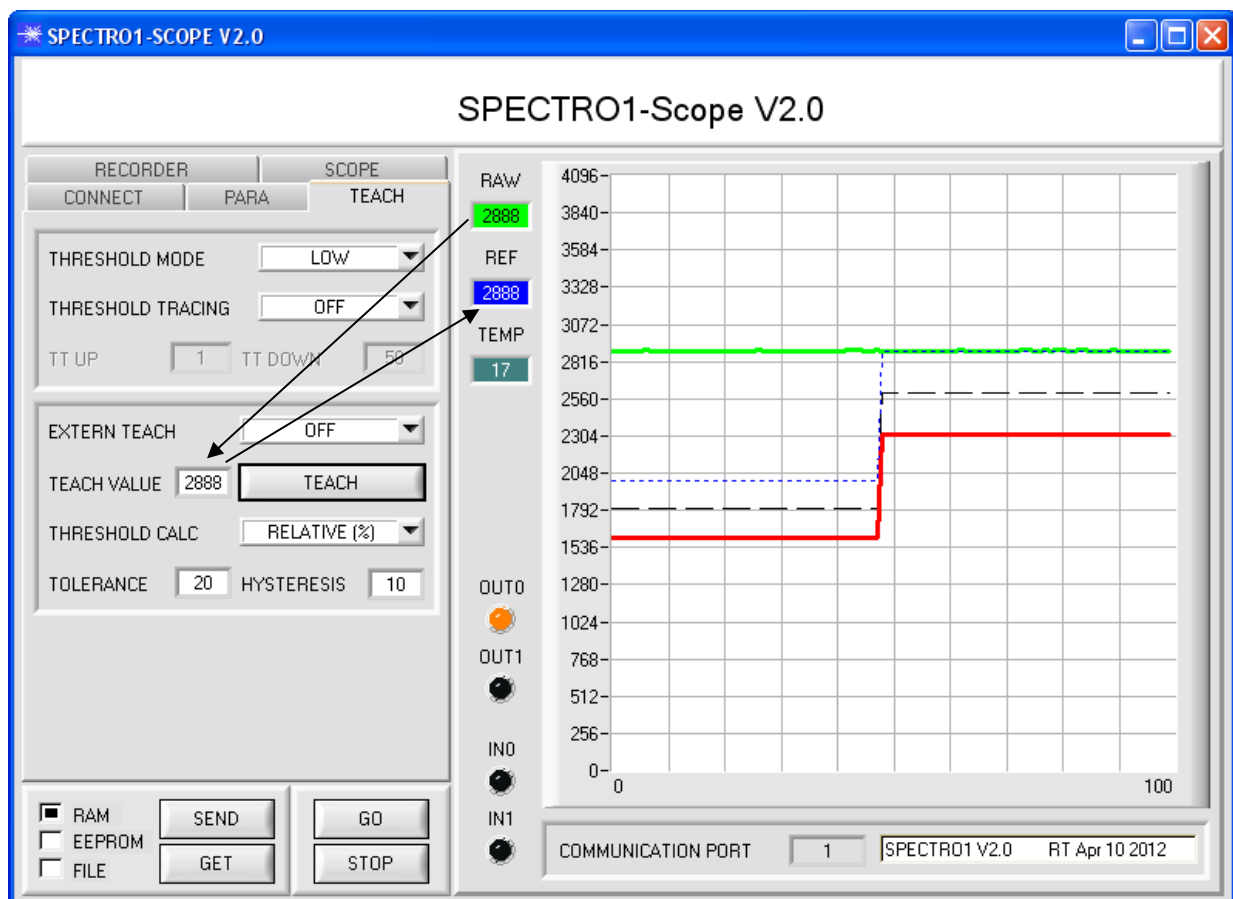 SPECTRO1-SCOPE V2.0
SPECTRO1-Scope V2.0
RECORDER SCOPE
CONNECT PARA TEACH
THRESHOLD MODE LOW
THRESHOLD TRACING OFF
TT UP 1 TT DOWN 50
EXTERN TEACH OFF
TEACH VALUE 2888 TEACH
THRESHOLD CALC RELATIVE (%)
TOLERANCE 20 HYSTERESIS 10
RAM
EEPROM
FILE
SEND
GET
GO
STOP
RAW
2888
REF
2888
TEMP
17
OUT0
OUT1
IN0
IN1
4096
3840
3584
3328
3072
2816
2560
2304
2048
1792
1536
1280
1024
768
512
256
0
0 100
COMMUNICATION PORT 1 SPECTRO1 V2.0 RT Apr 10 2012